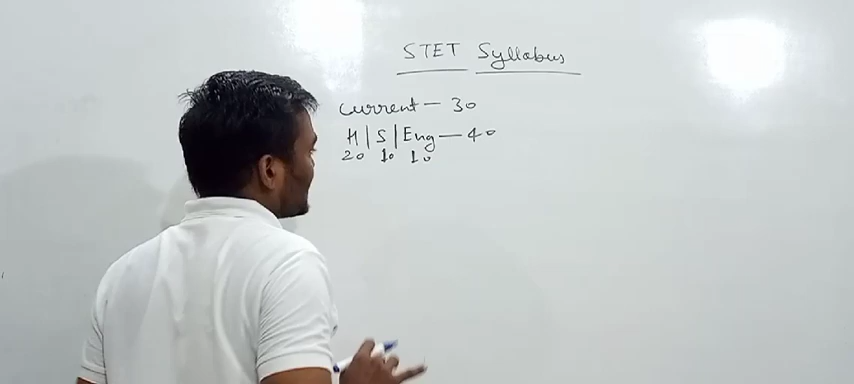 STET Syllabus
Current — 30
H | S | Eng — 40
20 10 10